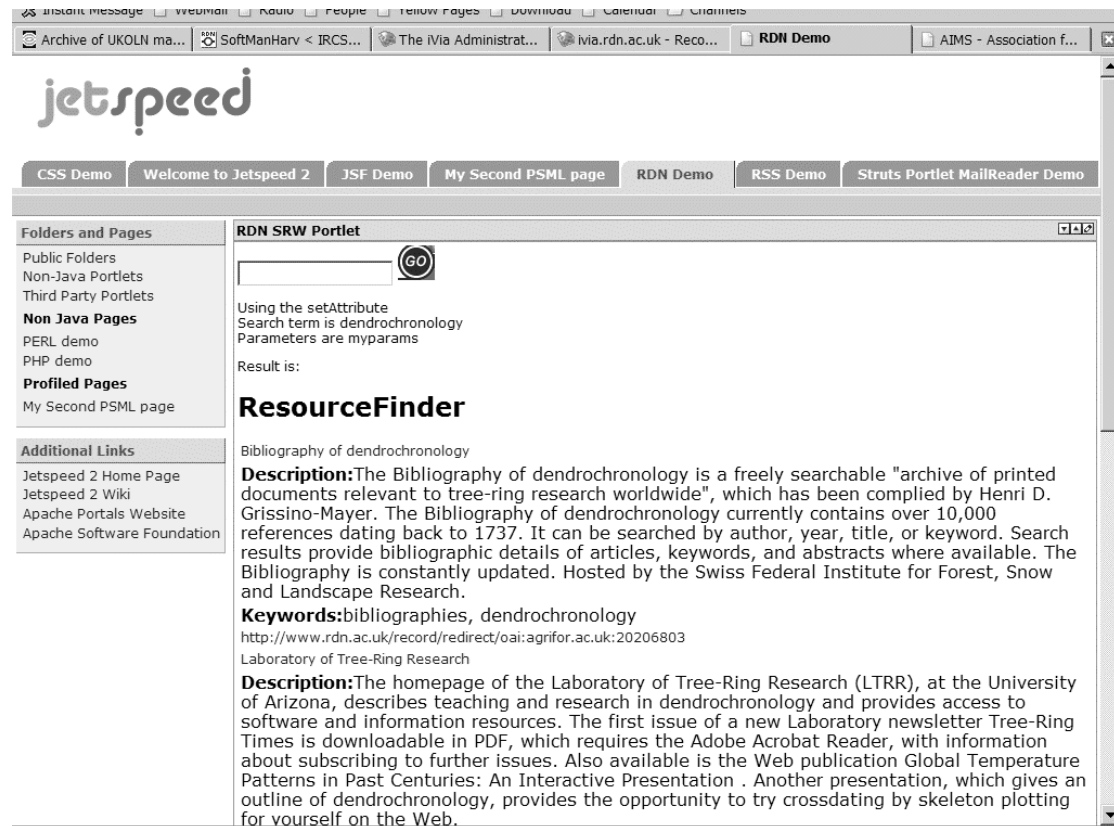 Instant Message WebMail Radio People Yellow Pages Download Calendar Channels
Archive of UKOLN ma... SoftManHarv < IRCS... The iVia Administrat... ivia.rdn.ac.uk - Reco... RDN Demo AIMS - Association f...
jetspeed
CSS Demo Welcome to Jetspeed 2 JSF Demo My Second PSML page RDN Demo RSS Demo Struts Portlet MailReader Demo
Folders and Pages
Public Folders
Non-Java Portlets
Third Party Portlets
Non Java Pages
PERL demo
PHP demo
Profiled Pages
My Second PSML page
Additional Links
Jetspeed 2 Home Page
Jetspeed 2 Wiki
Apache Portals Website
Apache Software Foundation
RDN SRW Portlet
GO
Using the setAttribute
Search term is dendrochronology
Parameters are myparams
Result is:
ResourceFinder
Bibliography of dendrochronology
Description:The Bibliography of dendrochronology is a freely searchable "archive of printed
documents relevant to tree-ring research worldwide", which has been complied by Henri D.
Grissino-Mayer. The Bibliography of dendrochronology currently contains over 10,000
references dating back to 1737. It can be searched by author, year, title, or keyword. Search
results provide bibliographic details of articles, keywords, and abstracts where available. The
Bibliography is constantly updated. Hosted by the Swiss Federal Institute for Forest, Snow
and Landscape Research.
Keywords:bibliographies, dendrochronology
http://www.rdn.ac.uk/record/redirect/oai:agrifor.ac.uk:20206803
Laboratory of Tree-Ring Research
Description:The homepage of the Laboratory of Tree-Ring Research (LTRR), at the University
of Arizona, describes teaching and research in dendrochronology and provides access to
software and information resources. The first issue of a new Laboratory newsletter Tree-Ring
Times is downloadable in PDF, which requires the Adobe Acrobat Reader, with information
about subscribing to further issues. Also available is the Web publication Global Temperature
Patterns in Past Centuries: An Interactive Presentation . Another presentation, which gives an
outline of dendrochronology, provides the opportunity to try crossdating by skeleton plotting
for yourself on the Web.